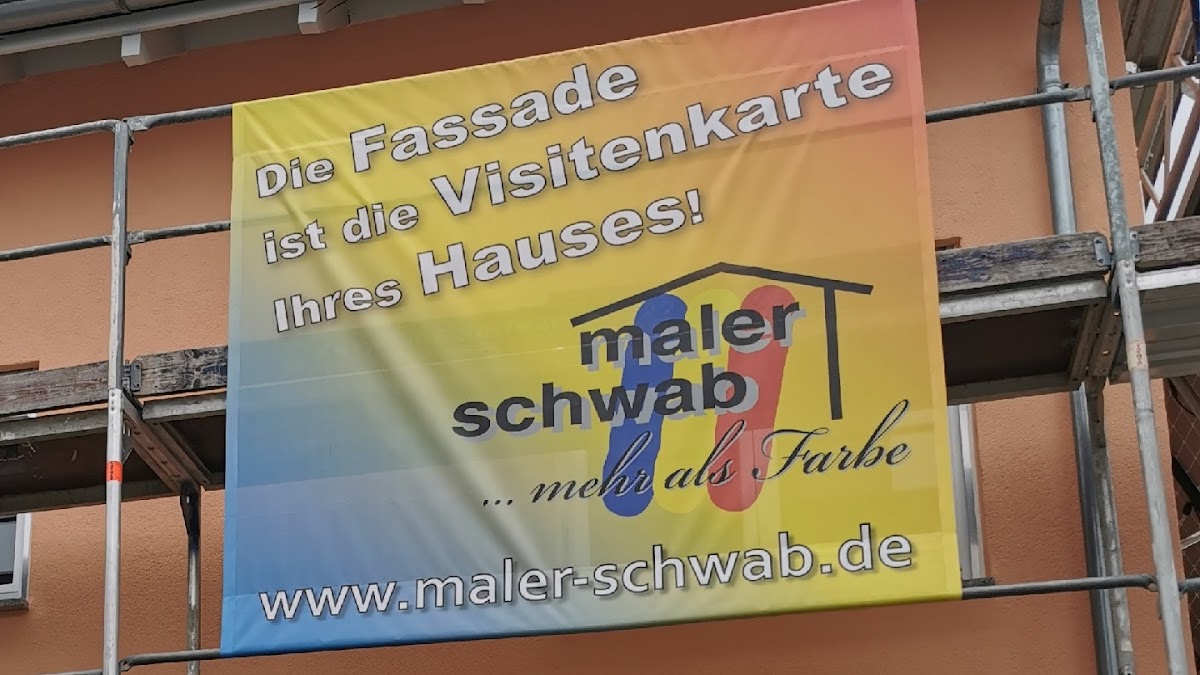 Die Fassade
ist die Visitenkarte
Ihres Hauses!
maler
schwab
... mehr als Farbe
www.maler-schwab.de